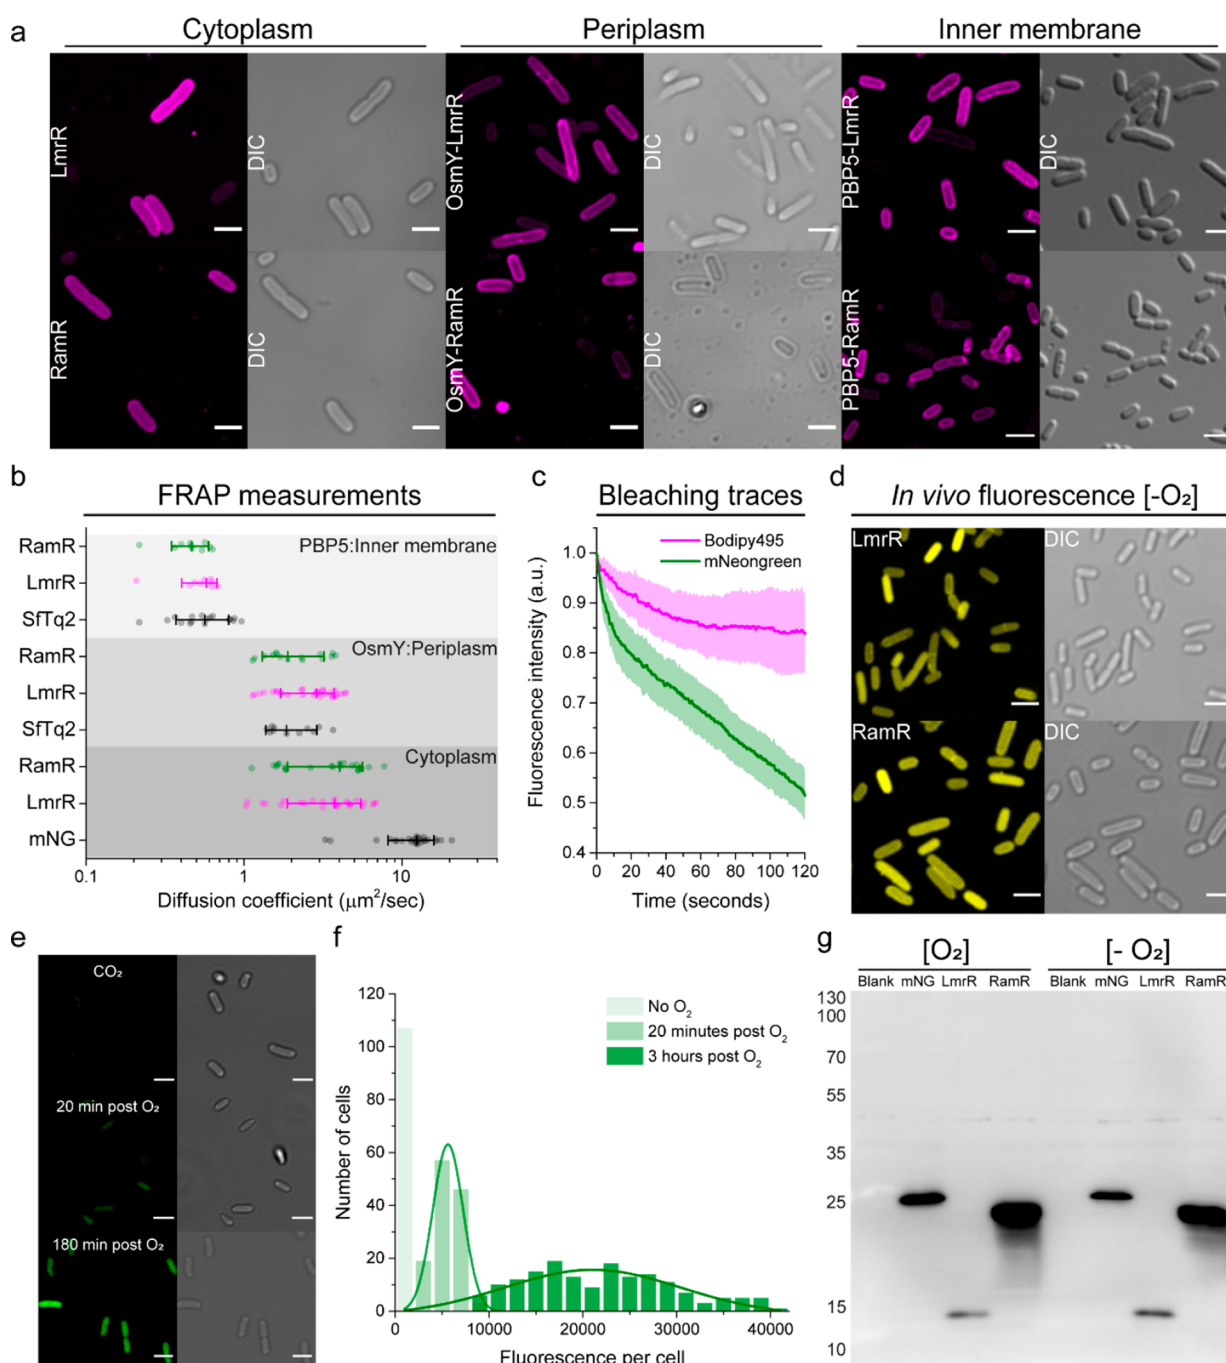 a
Cytoplasm
Periplasm
Inner membrane
LmrR
DIC
OsmY-LmrR
PBP5-LmrR
DIC
RamR
DIC
OsmY-RamR
DIC
PBP5-RamR
b
FRAP measurements
RamR
PBP5:Inner membrane
LmrR
SfTq2
RamR
OsmY:Periplasm
LmrR
SfTq2
RamR
Cytoplasm
LmrR
mNG
0.1
1
10
Diffusion coefficient (μm²/sec)
c
Bleaching traces
Bodipy495
mNeongreen
Fluorescence intensity (a.u.)
1.0
0.9
0.8
0.7
0.6
0.5
0.4
0 20 40 60 80 100 120
Time (seconds)
d
In vivo fluorescence [-O₂]
LmrR
DIC
RamR
DIC
e
CO₂
20 min post O₂
180 min post O₂
f
No O₂
20 minutes post O₂
3 hours post O₂
Number of cells
120
100
80
60
40
20
0
0 10000 20000 30000 40000
Fluorescence per cell
g
[O₂] [- O₂]
Blank mNG LmrR RamR Blank mNG LmrR RamR
130
100
70
55
35
25
15
10